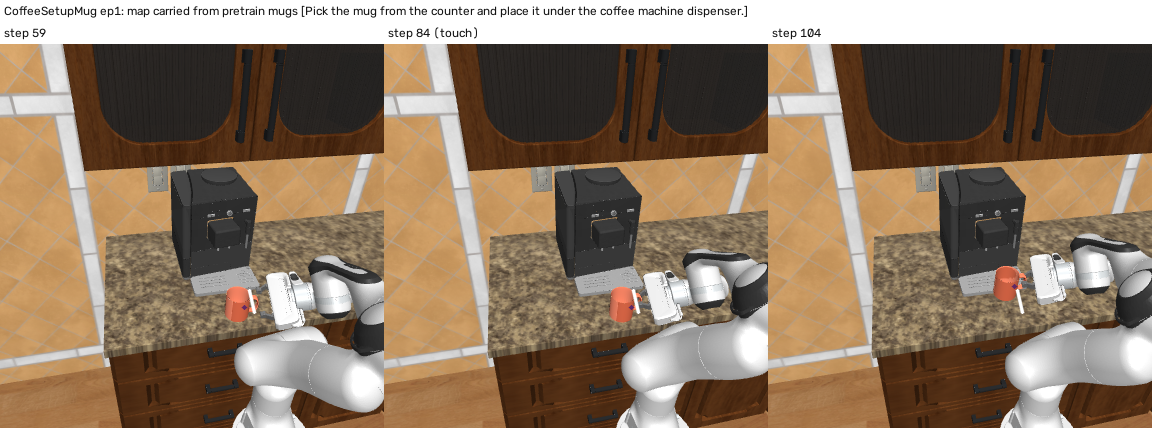 CoffeeSetupMug ep1: map carried from pretrain mugs [Pick the mug from the counter and place it under the coffee machine dispenser.]
step 59
step 84 (touch)
step 104